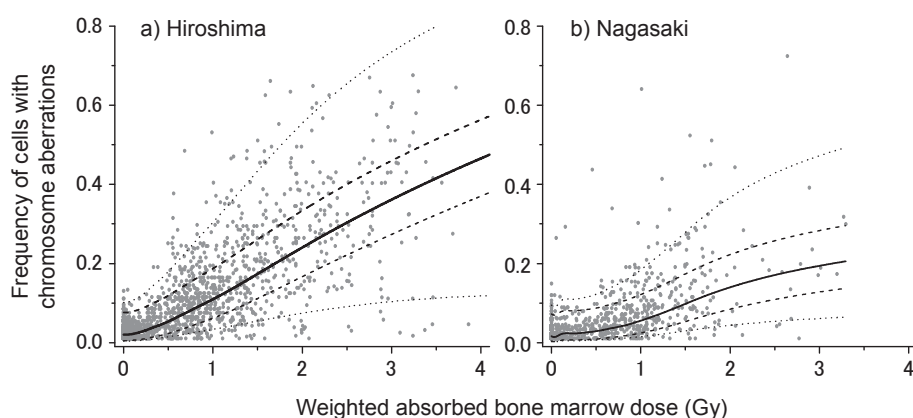 a) Hiroshima
b) Nagasaki
Frequency of cells with
chromosome aberrations
0.8
0.6
0.4
0.2
0.0
0.8
0.6
0.4
0.2
0.0
0 1 2 3 4
0 1 2 3 4
Weighted absorbed bone marrow dose (Gy)